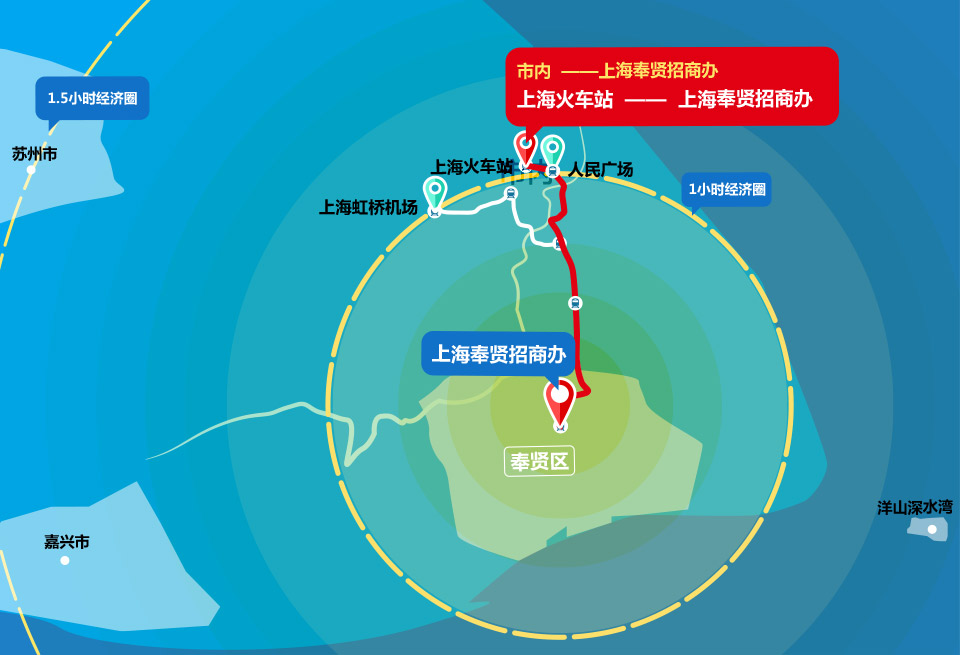 市内 ——上海奉贤招商办
上海火车站 —— 上海奉贤招商办
1.5小时经济圈
苏州市
上海火车站
市内
人民广场
1小时经济圈
上海虹桥机场
上海奉贤招商办
奉贤区
洋山深水湾
嘉兴市